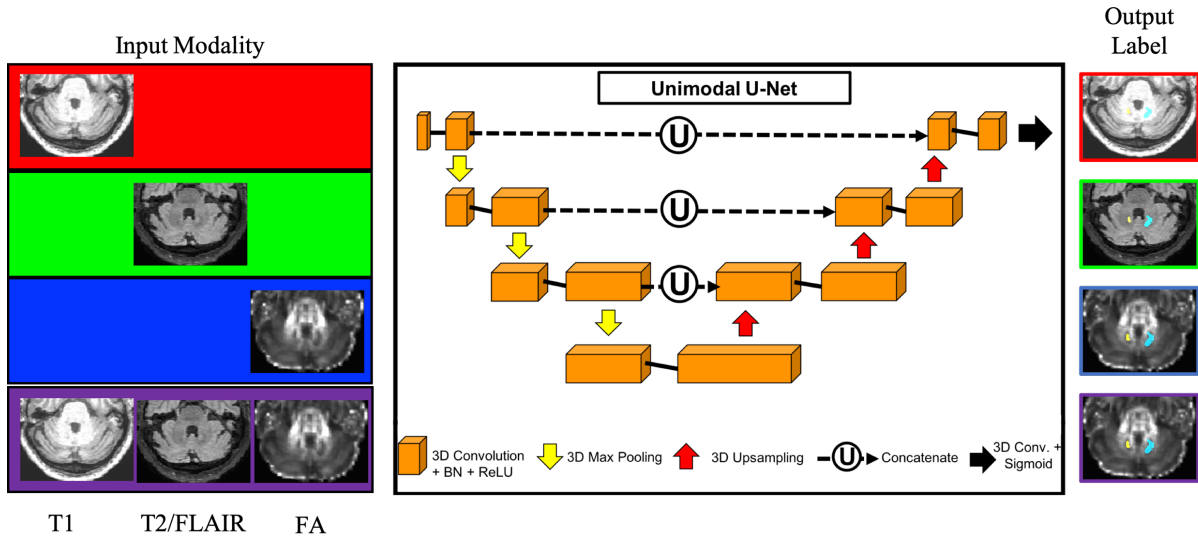 Input Modality
Output
Label
Unimodal U-Net
U
U
U
3D Convolution
+ BN + ReLU
3D Max Pooling
3D Upsampling
U
Concatenate
3D Conv. +
Sigmoid
T1
T2/FLAIR
FA